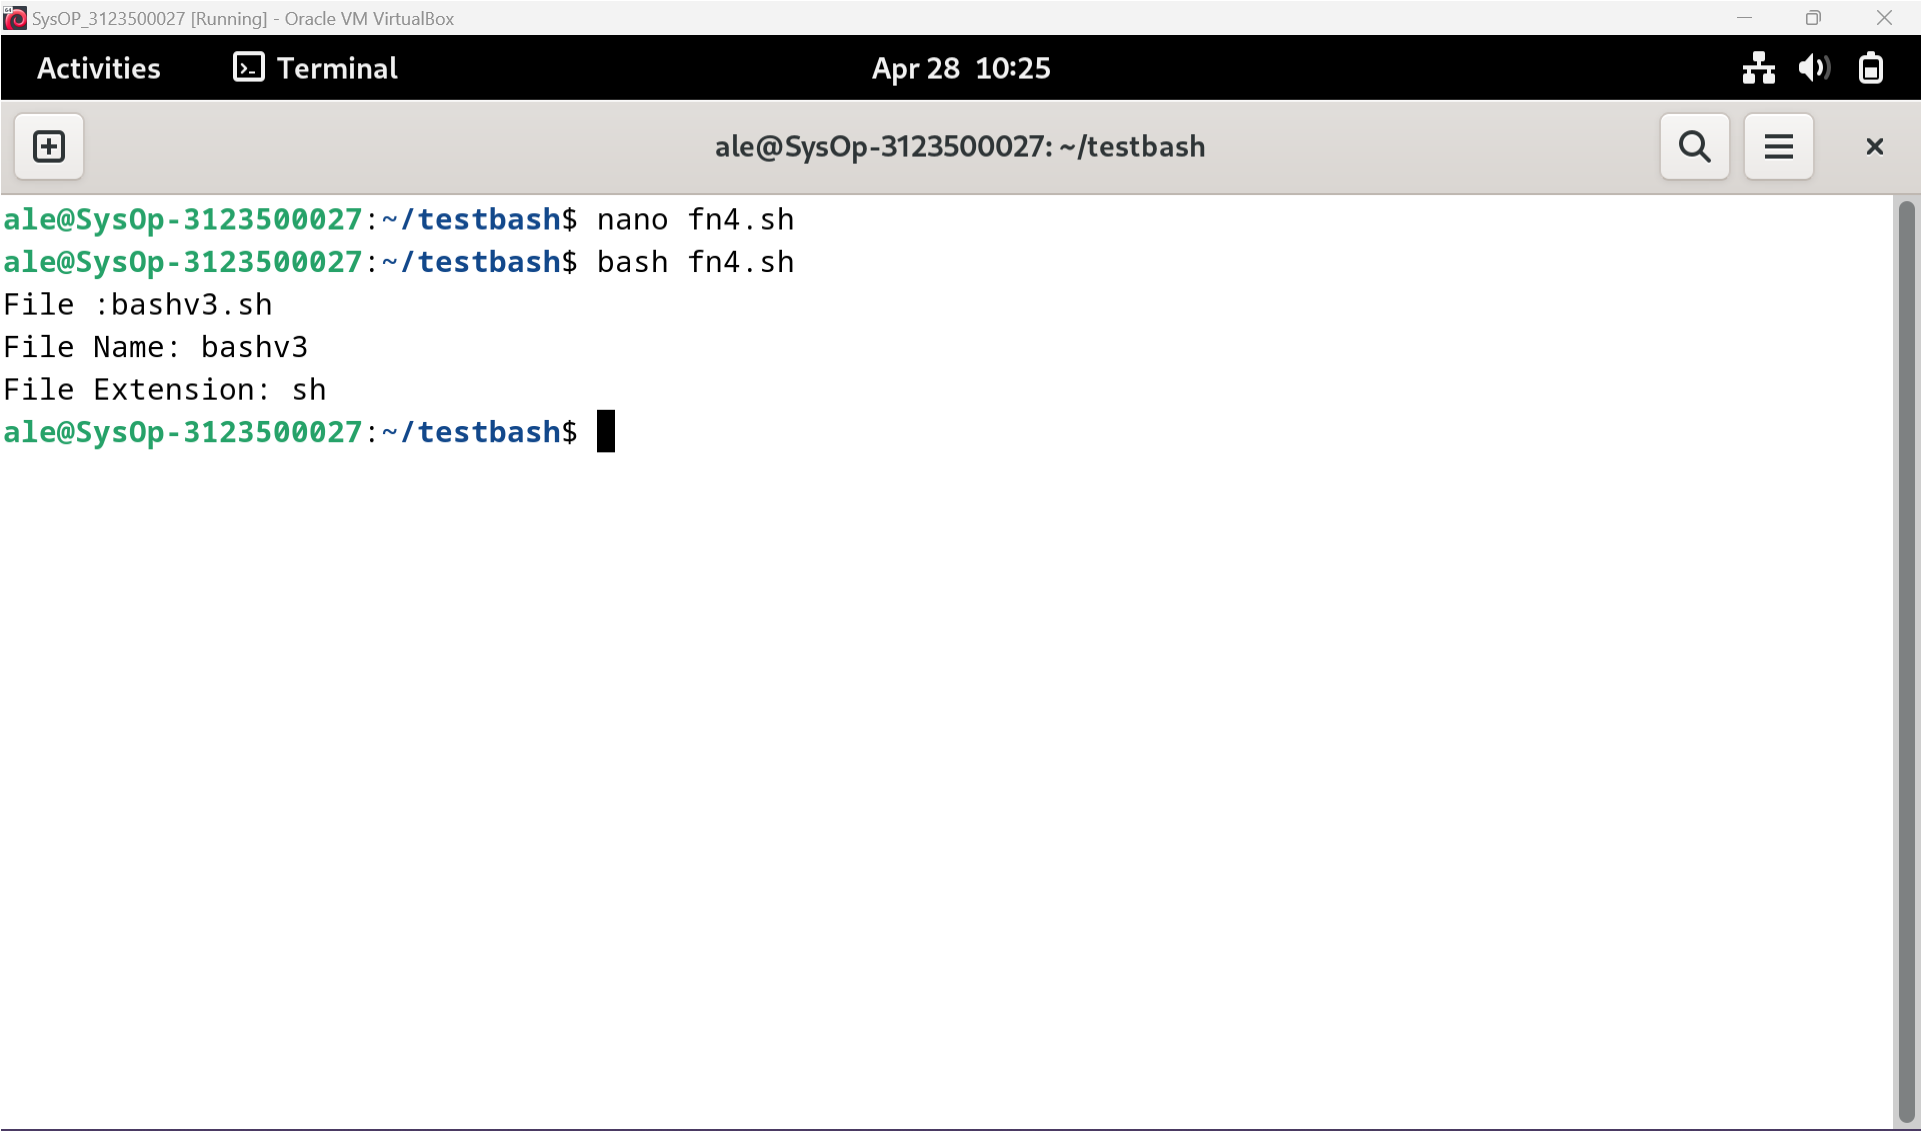 SysOP_3123500027 [Running] - Oracle VM VirtualBox
Activities Terminal Apr 28 10:25
ale@SysOp-3123500027: ~/testbash
ale@SysOp-3123500027:~/testbash$ nano fn4.sh
ale@SysOp-3123500027:~/testbash$ bash fn4.sh
File :bashv3.sh
File Name: bashv3
File Extension: sh
ale@SysOp-3123500027:~/testbash$